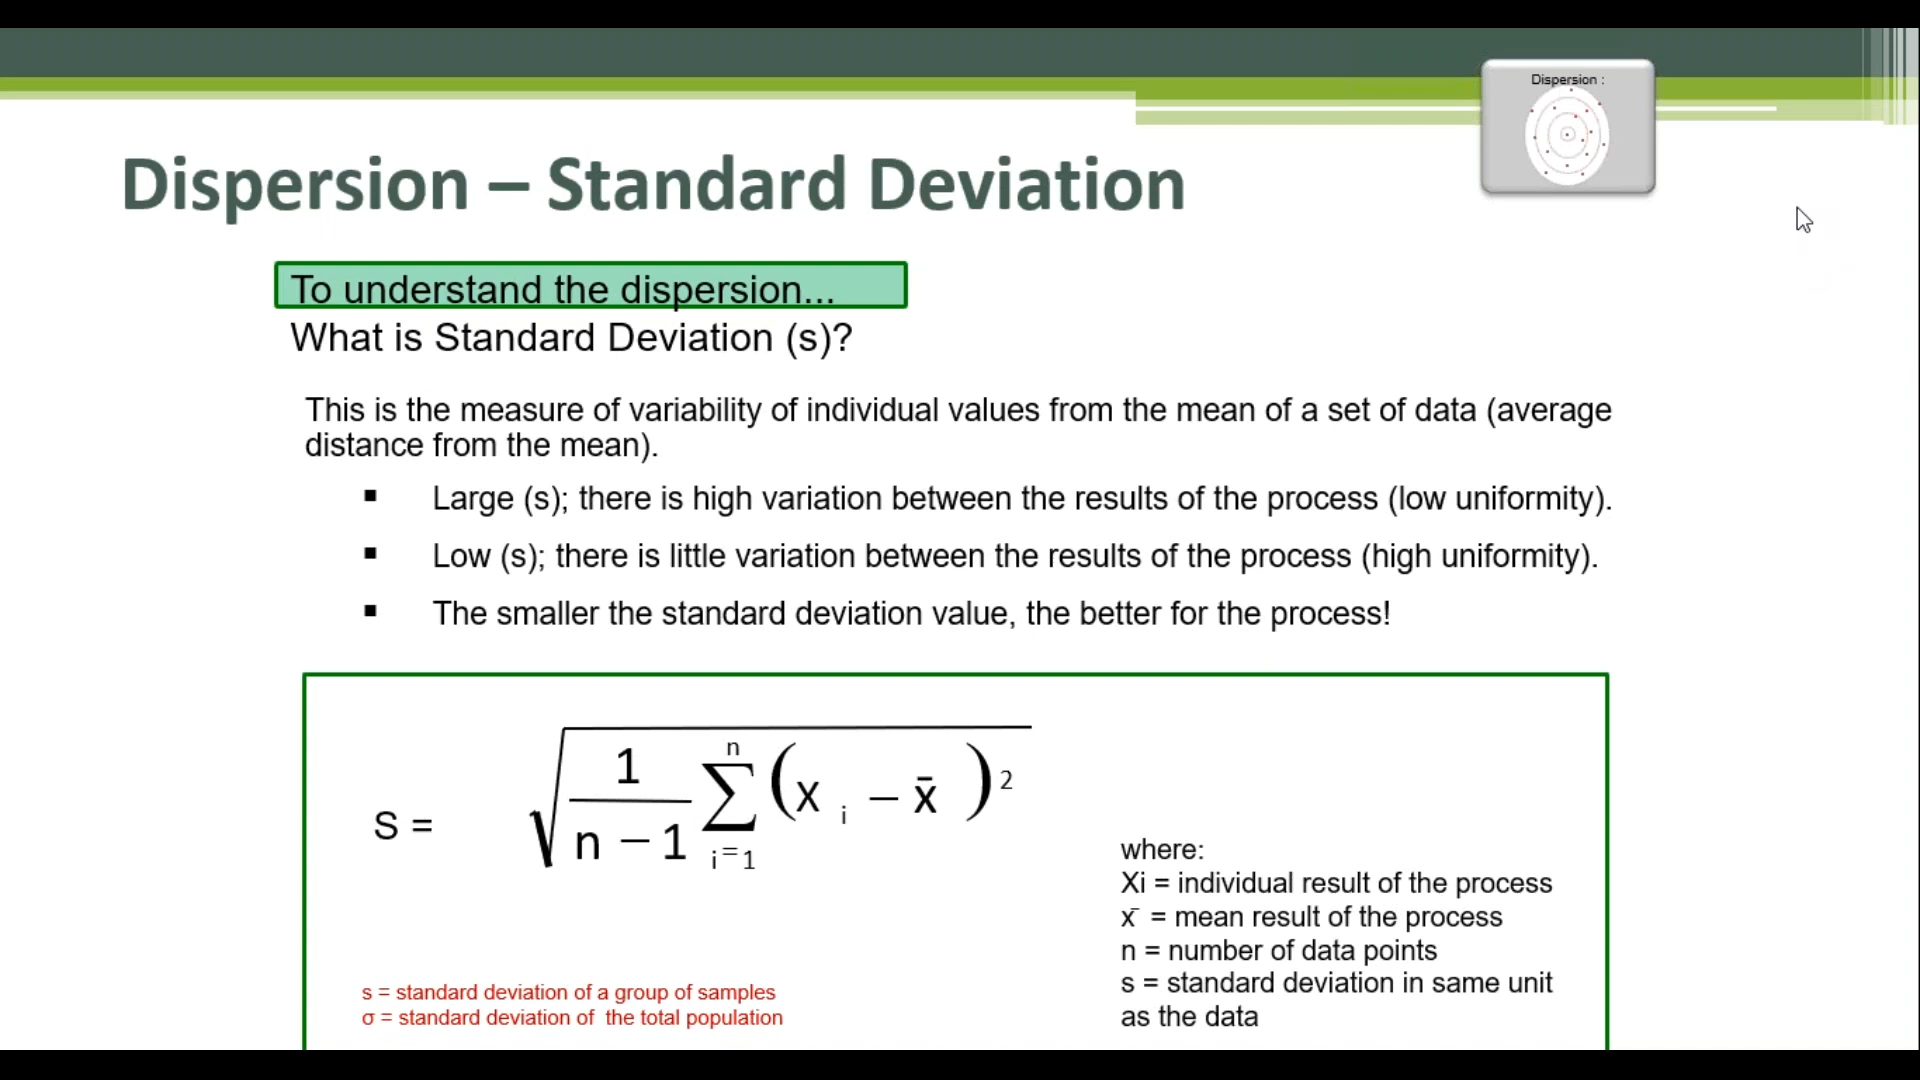 Dispersion :
Dispersion – Standard Deviation
To understand the dispersion...
What is Standard Deviation (s)?
This is the measure of variability of individual values from the mean of a set of data (average
distance from the mean).
▪ Large (s); there is high variation between the results of the process (low uniformity).
▪ Low (s); there is little variation between the results of the process (high uniformity).
▪ The smaller the standard deviation value, the better for the process!
S = √ 1/(n − 1) n ∑ i=1 (x i − x̄ )²
where:
Xi = individual result of the process
x̄ = mean result of the process
n = number of data points
s = standard deviation in same unit
as the data
s = standard deviation of a group of samples
σ = standard deviation of the total population